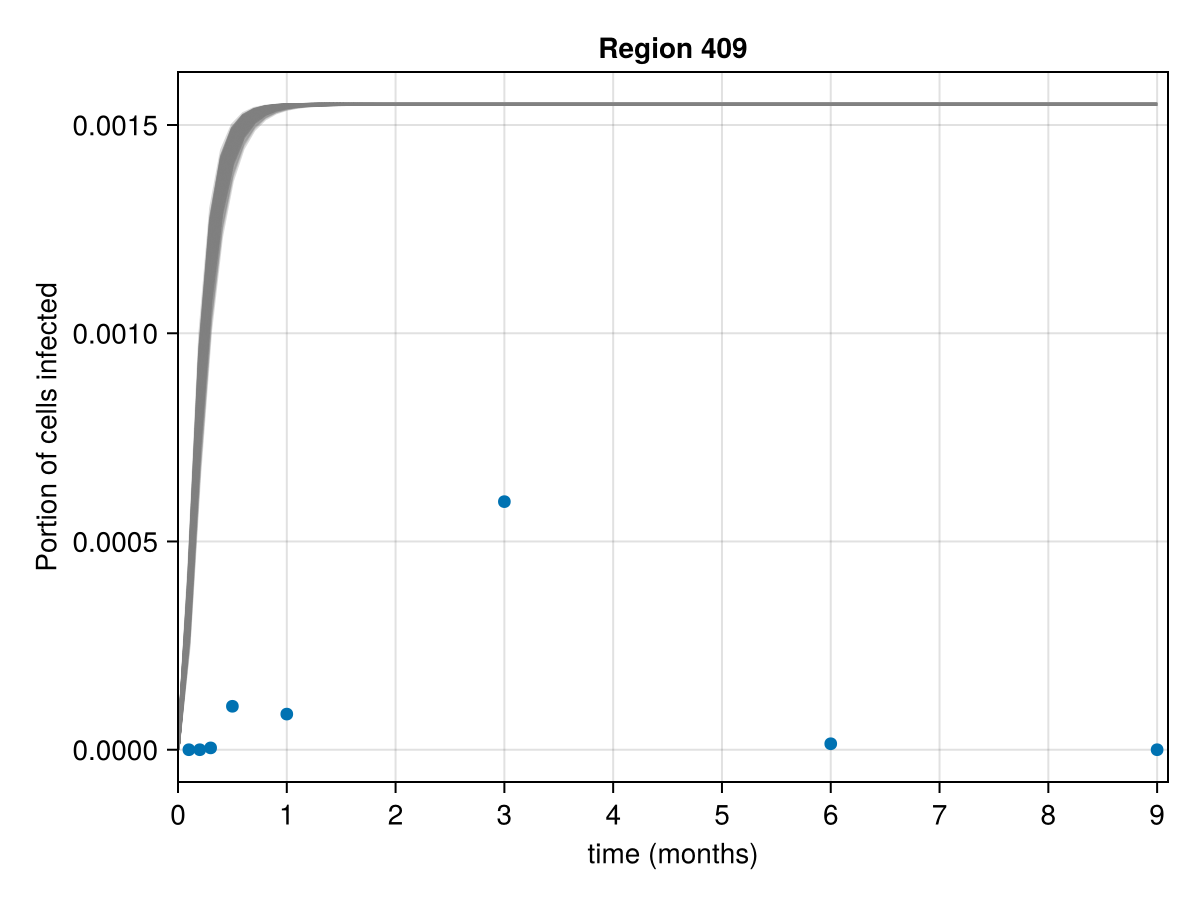 Region 409
Portion of cells infected
0.0015
0.0010
0.0005
0.0000
0 1 2 3 4 5 6 7 8 9
time (months)